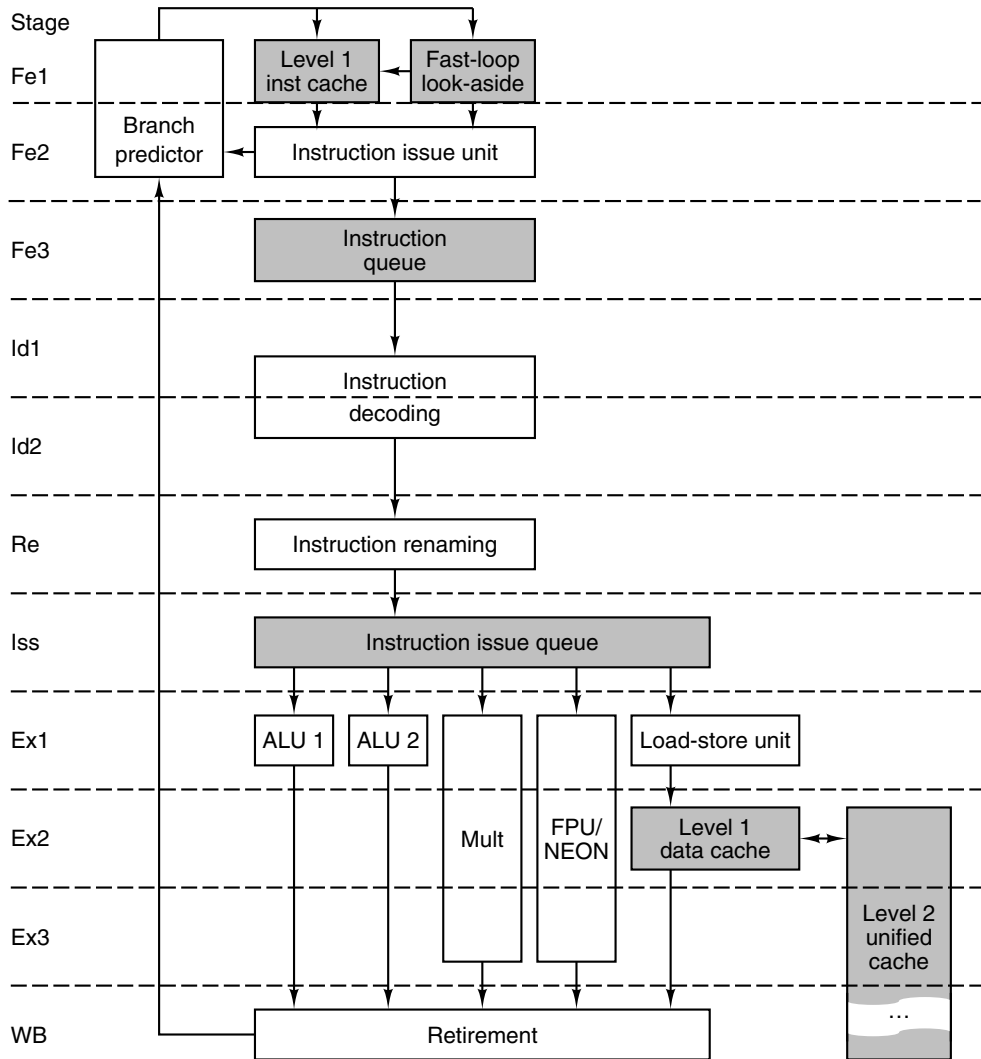 Stage
Fe1
Level 1
inst cache
Fast-loop
look-aside
Fe2
Branch
predictor
Instruction issue unit
Fe3
Instruction
queue
Id1
Instruction
decoding
Id2
Re
Instruction renaming
Iss
Instruction issue queue
Ex1
ALU 1
ALU 2
Load-store unit
Ex2
Mult
FPU/
NEON
Level 1
data cache
Ex3
Level 2
unified
cache
...
WB
Retirement